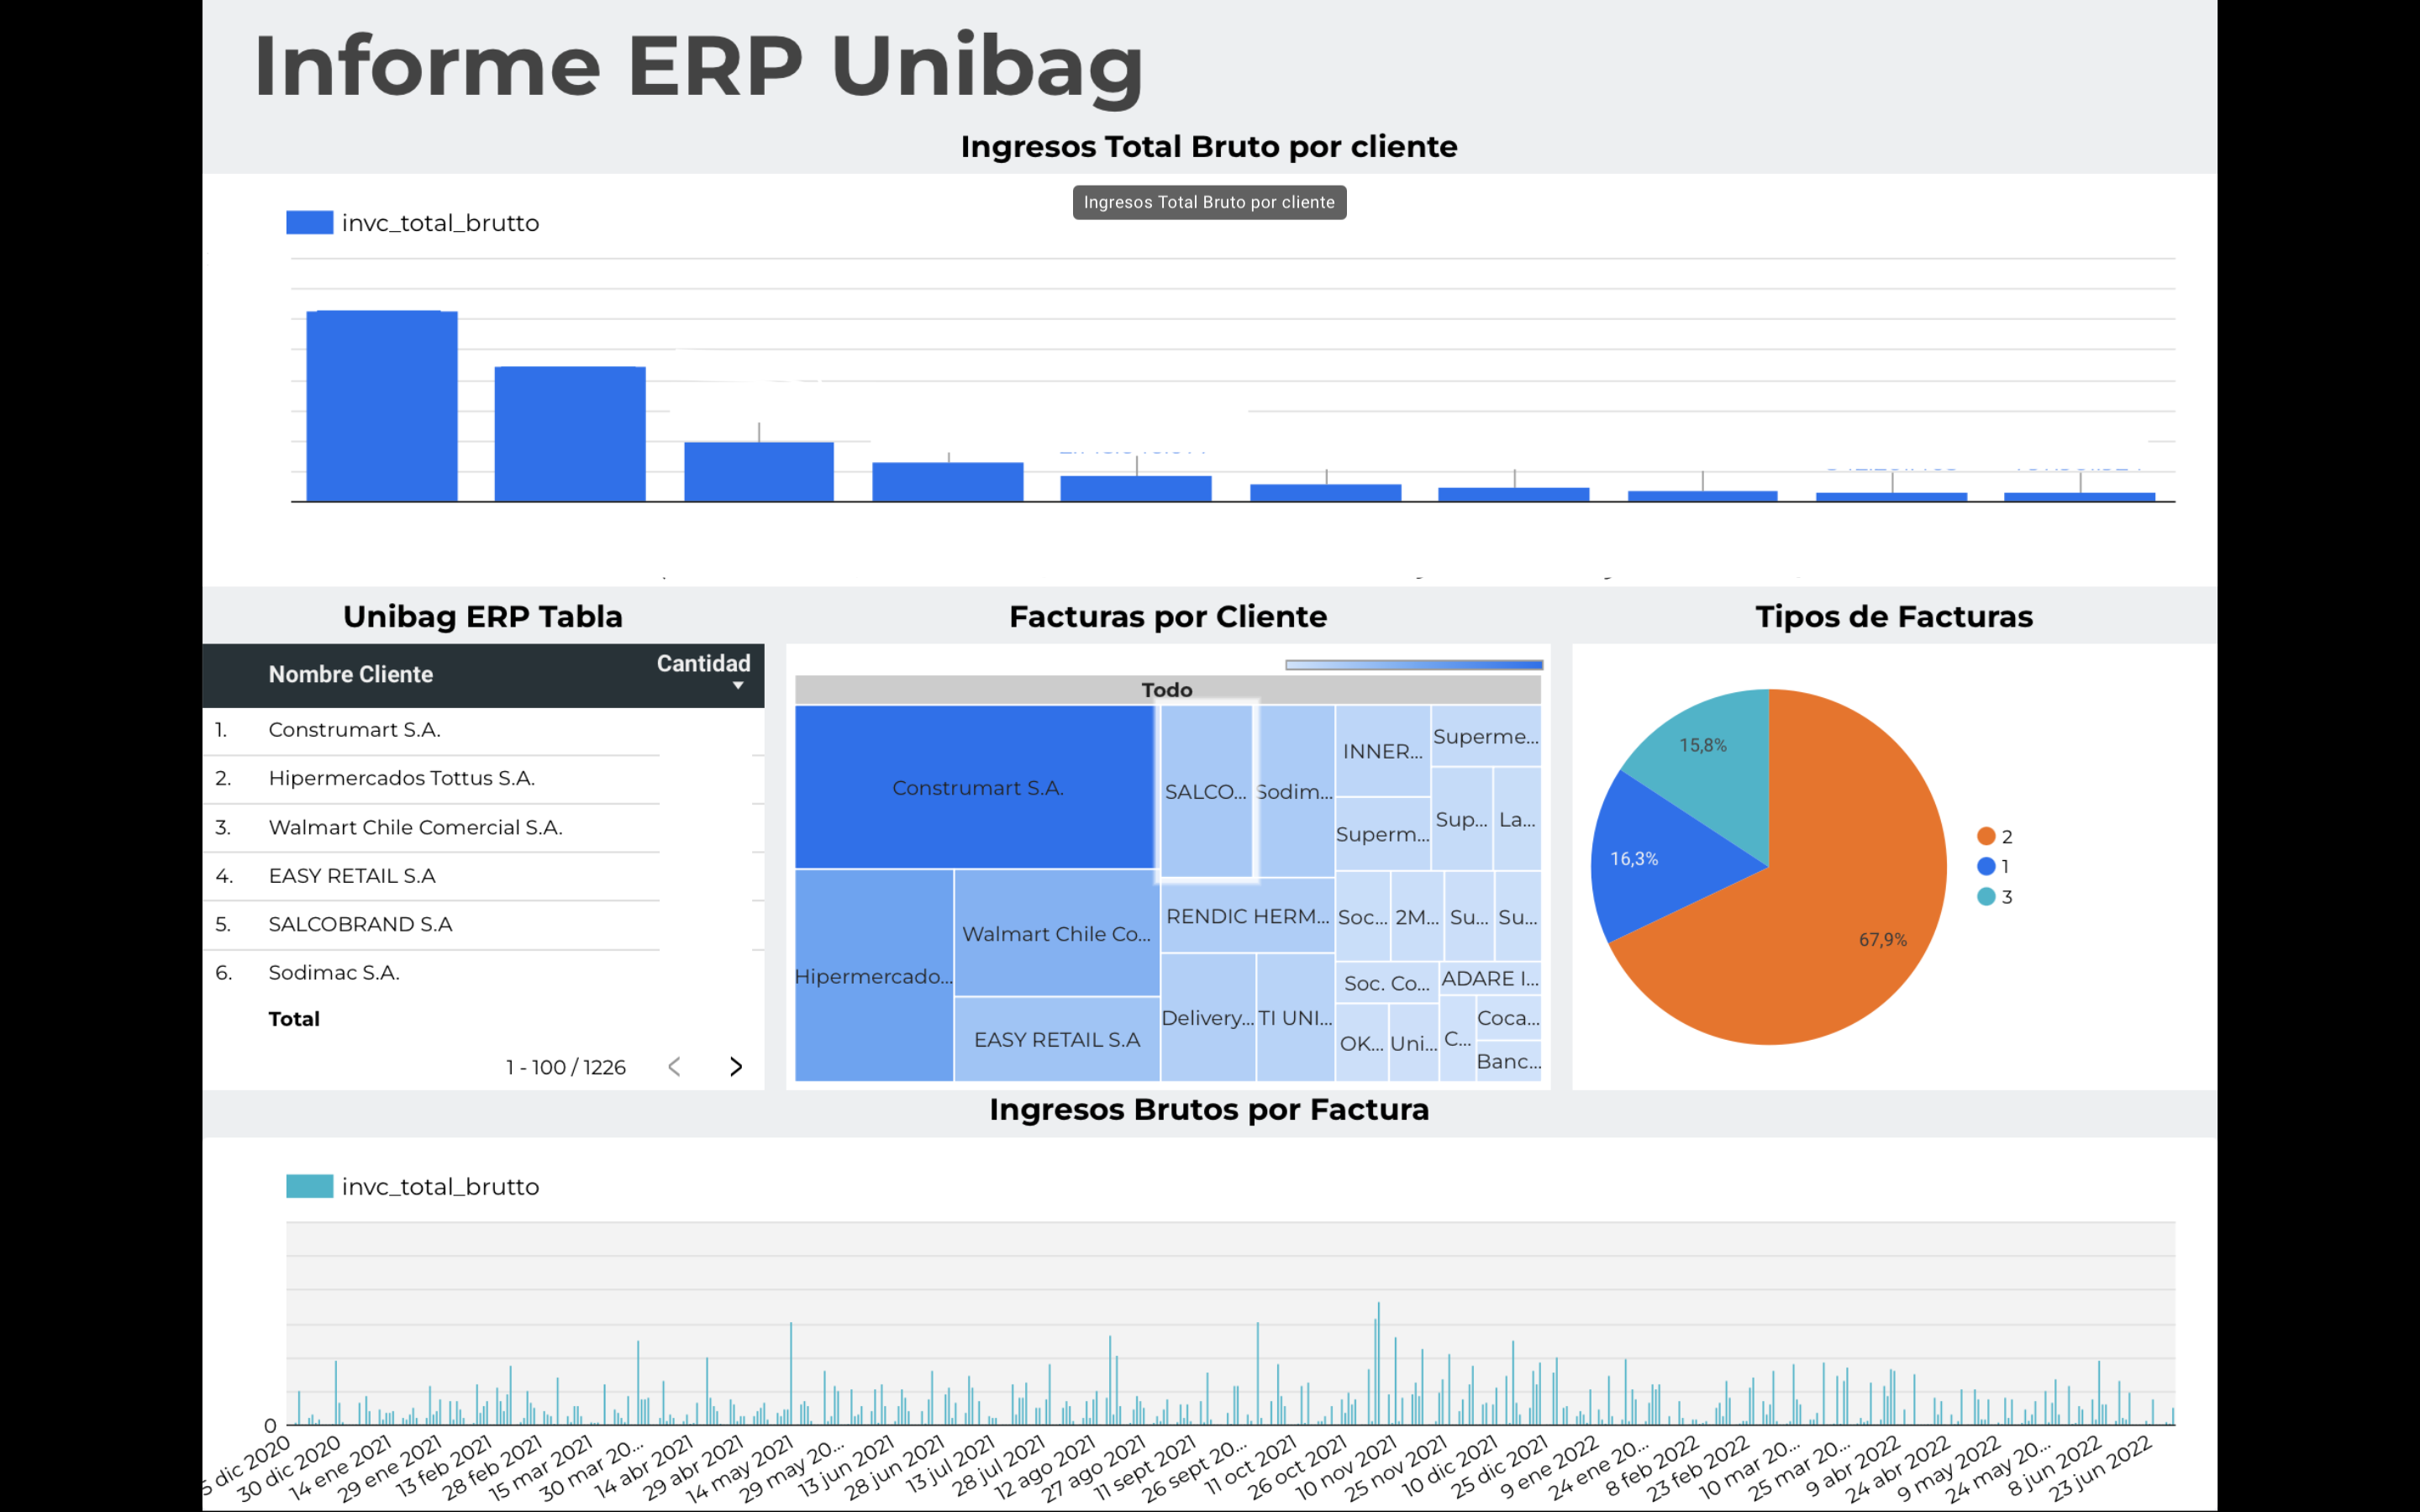 Informe ERP Unibag
Ingresos Total Bruto por cliente
Ingresos Total Bruto por cliente
invc_total_brutto
Unibag ERP Tabla
Nombre Cliente Cantidad
1. Construmart S.A.
2. Hipermercados Tottus S.A.
3. Walmart Chile Comercial S.A.
4. EASY RETAIL S.A
5. SALCOBRAND S.A
6. Sodimac S.A.
Total
1 - 100 / 1226
Facturas por Cliente
Todo
Construmart S.A.
SALCO...
Sodim...
INNER...
Superme...
Superm...
Sup...
La...
Hipermercado...
Walmart Chile Co...
EASY RETAIL S.A
RENDIC HERM...
Delivery...
TI UNI...
Soc...
2M...
Su...
Su...
Soc. Co...
ADARE I...
OK...
Uni...
C...
Coca...
Banc...
Tipos de Facturas
15,8%
16,3%
67,9%
2
1
3
Ingresos Brutos por Factura
invc_total_brutto
0
dic 2020
30 dic 2020
14 ene 2021
29 ene 2021
13 feb 2021
28 feb 2021
15 mar 2021
30 mar 20...
14 abr 2021
29 abr 2021
14 may 2021
29 may 20...
13 jun 2021
28 jun 2021
13 jul 2021
28 jul 2021
12 ago 2021
27 ago 2021
11 sept 2021
26 sept 20...
11 oct 2021
26 oct 2021
10 nov 2021
25 nov 2021
10 dic 2021
25 dic 2021
9 ene 2022
24 ene 20...
8 feb 2022
23 feb 2022
10 mar 20...
25 mar 20...
9 abr 2022
24 abr 2022
9 may 2022
24 may 20...
8 jun 2022
23 jun 2022